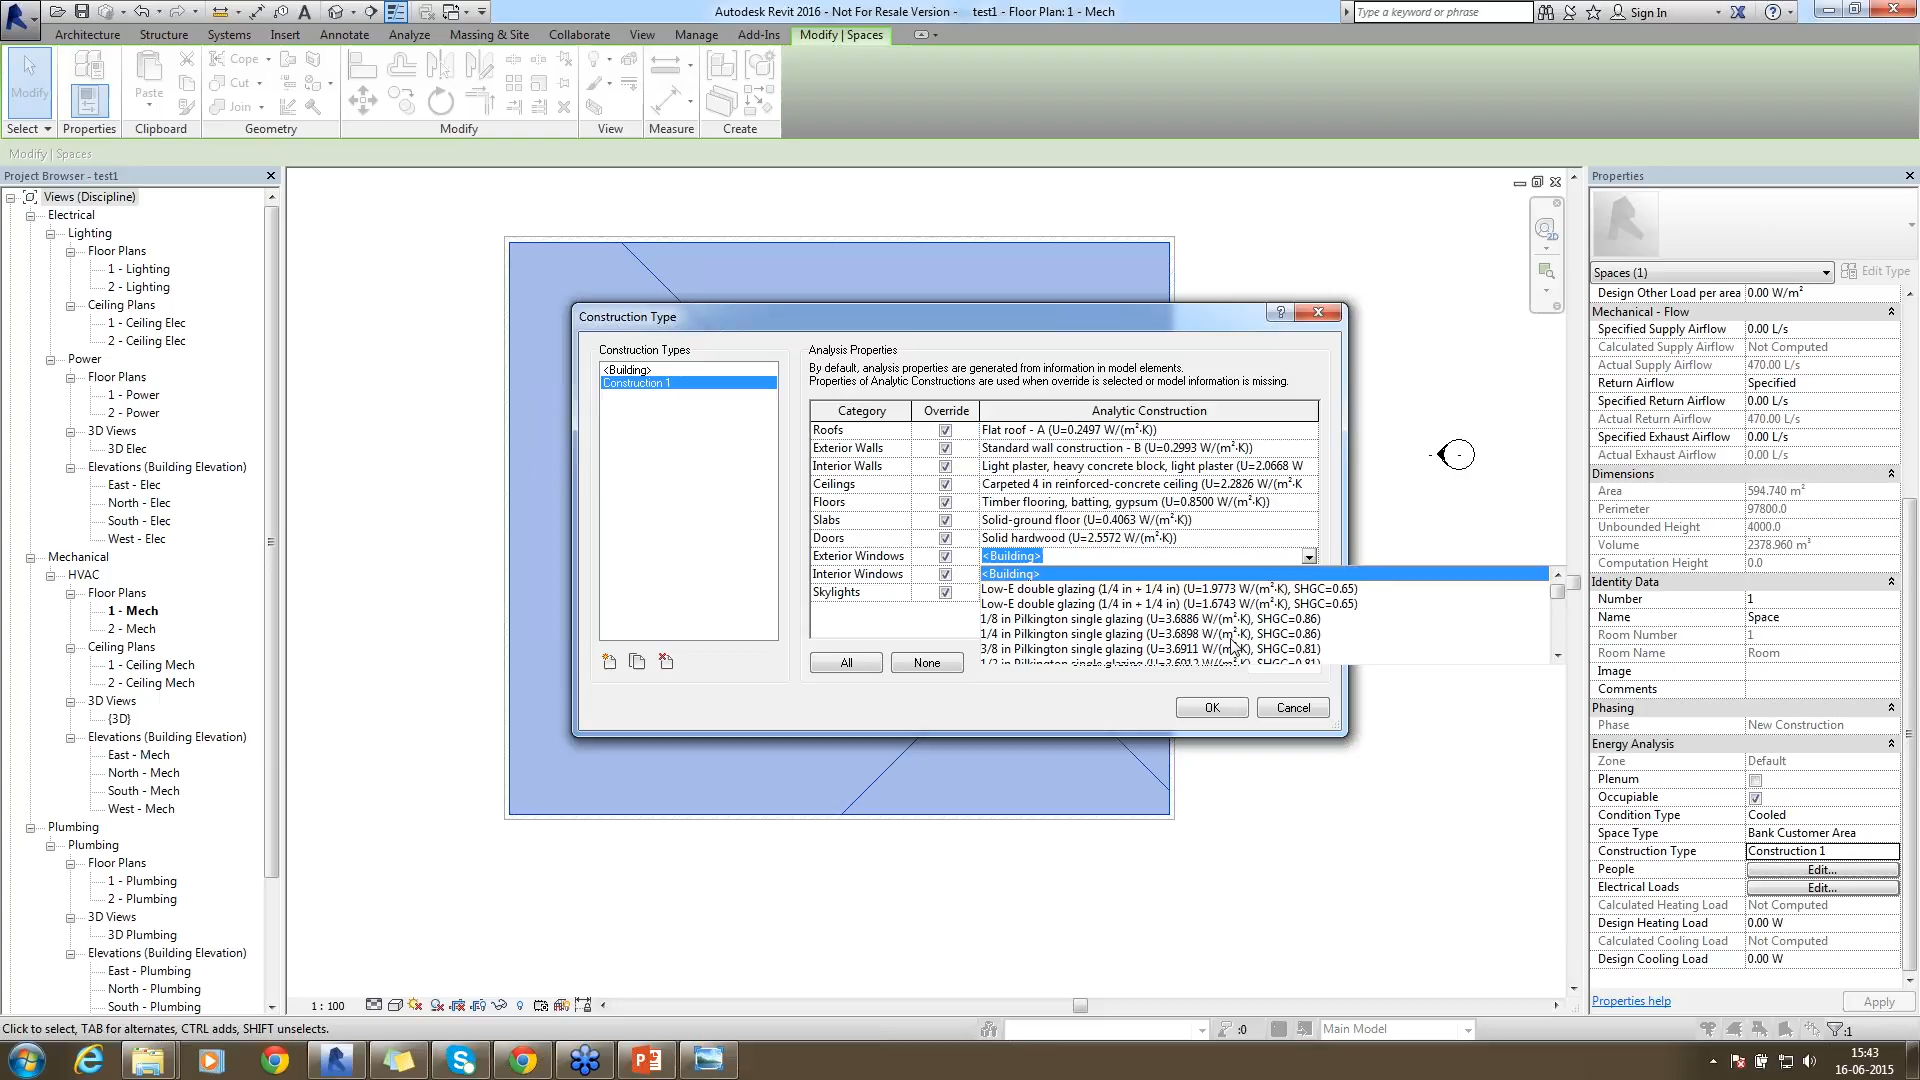 Autodesk Revit 2016 - Not For Resale Version -    test1 - Floor Plan: 1 - Mech
Type a keyword or phrase
Sign In
Architecture
Structure
Systems
Insert
Annotate
Analyze
Massing & Site
Collaborate
View
Manage
Add-Ins
Modify | Spaces
Modify
Paste
Cope
Cut
Join
Select
Properties
Clipboard
Geometry
Modify
View
Measure
Create
Modify | Spaces
Project Browser - test1
Views (Discipline)
Electrical
Lighting
Floor Plans
1 - Lighting
2 - Lighting
Ceiling Plans
1 - Ceiling Elec
2 - Ceiling Elec
Power
Floor Plans
1 - Power
2 - Power
3D Views
3D Elec
Elevations (Building Elevation)
East - Elec
North - Elec
South - Elec
West - Elec
Mechanical
HVAC
Floor Plans
1 - Mech
2 - Mech
Ceiling Plans
1 - Ceiling Mech
2 - Ceiling Mech
3D Views
{3D}
Elevations (Building Elevation)
East - Mech
North - Mech
South - Mech
West - Mech
Plumbing
Plumbing
Floor Plans
1 - Plumbing
2 - Plumbing
3D Views
3D Plumbing
Elevations (Building Elevation)
East - Plumbing
North - Plumbing
South - Plumbing
Construction Type
Construction Types
<Building>
Construction 1
Analysis Properties
By default, analysis properties are generated from information in model elements.
Properties of Analytic Constructions are used when override is selected or model information is missing.
Category Override Analytic Construction
Roofs Flat roof - A (U=0.2497 W/(m²·K))
Exterior Walls Standard wall construction - B (U=0.2993 W/(m²·K))
Interior Walls Light plaster, heavy concrete block, light plaster (U=2.0668 W
Ceilings Carpeted 4 in reinforced-concrete ceiling (U=2.2826 W/(m²·K
Floors Timber flooring, batting, gypsum (U=0.8500 W/(m²·K))
Slabs Solid-ground floor (U=0.4063 W/(m²·K))
Doors Solid hardwood (U=2.5572 W/(m²·K))
Exterior Windows <Building>
Interior Windows <Building>
Skylights Low-E double glazing (1/4 in + 1/4 in) (U=1.9773 W/(m²·K), SHGC=0.65)
Low-E double glazing (1/4 in + 1/4 in) (U=1.6743 W/(m²·K), SHGC=0.65)
1/8 in Pilkington single glazing (U=3.6886 W/(m²·K), SHGC=0.86)
1/4 in Pilkington single glazing (U=3.6898 W/(m²·K), SHGC=0.86)
3/8 in Pilkington single glazing (U=3.6911 W/(m²·K), SHGC=0.81)
1/2 in Pilkington single glazing (U=3.6912 W/(m²·K), SHGC=0.81)
All
None
OK
Cancel
Properties
Spaces (1)
Edit Type
Design Other Load per area 0.00 W/m²
Mechanical - Flow
Specified Supply Airflow 0.00 L/s
Calculated Supply Airflow Not Computed
Actual Supply Airflow 470.00 L/s
Return Airflow Specified
Specified Return Airflow 0.00 L/s
Actual Return Airflow 470.00 L/s
Specified Exhaust Airflow 0.00 L/s
Actual Exhaust Airflow 0.00 L/s
Dimensions
Area 594.740 m²
Perimeter 97800.0
Unbounded Height 4000.0
Volume 2378.960 m³
Computation Height 0.0
Identity Data
Number 1
Name Space
Room Number 1
Room Name Room
Image
Comments
Phasing
Phase New Construction
Energy Analysis
Zone Default
Plenum
Occupiable
Condition Type Cooled
Space Type Bank Customer Area
Construction Type Construction 1
People Edit...
Electrical Loads Edit...
Calculated Heating Load Not Computed
Design Heating Load 0.00 W
Calculated Cooling Load Not Computed
Design Cooling Load 0.00 W
Properties help
Apply
1 : 100
Click to select, TAB for alternates, CTRL adds, SHIFT unselects.
:0
Main Model
:1
15:43
16-06-2015